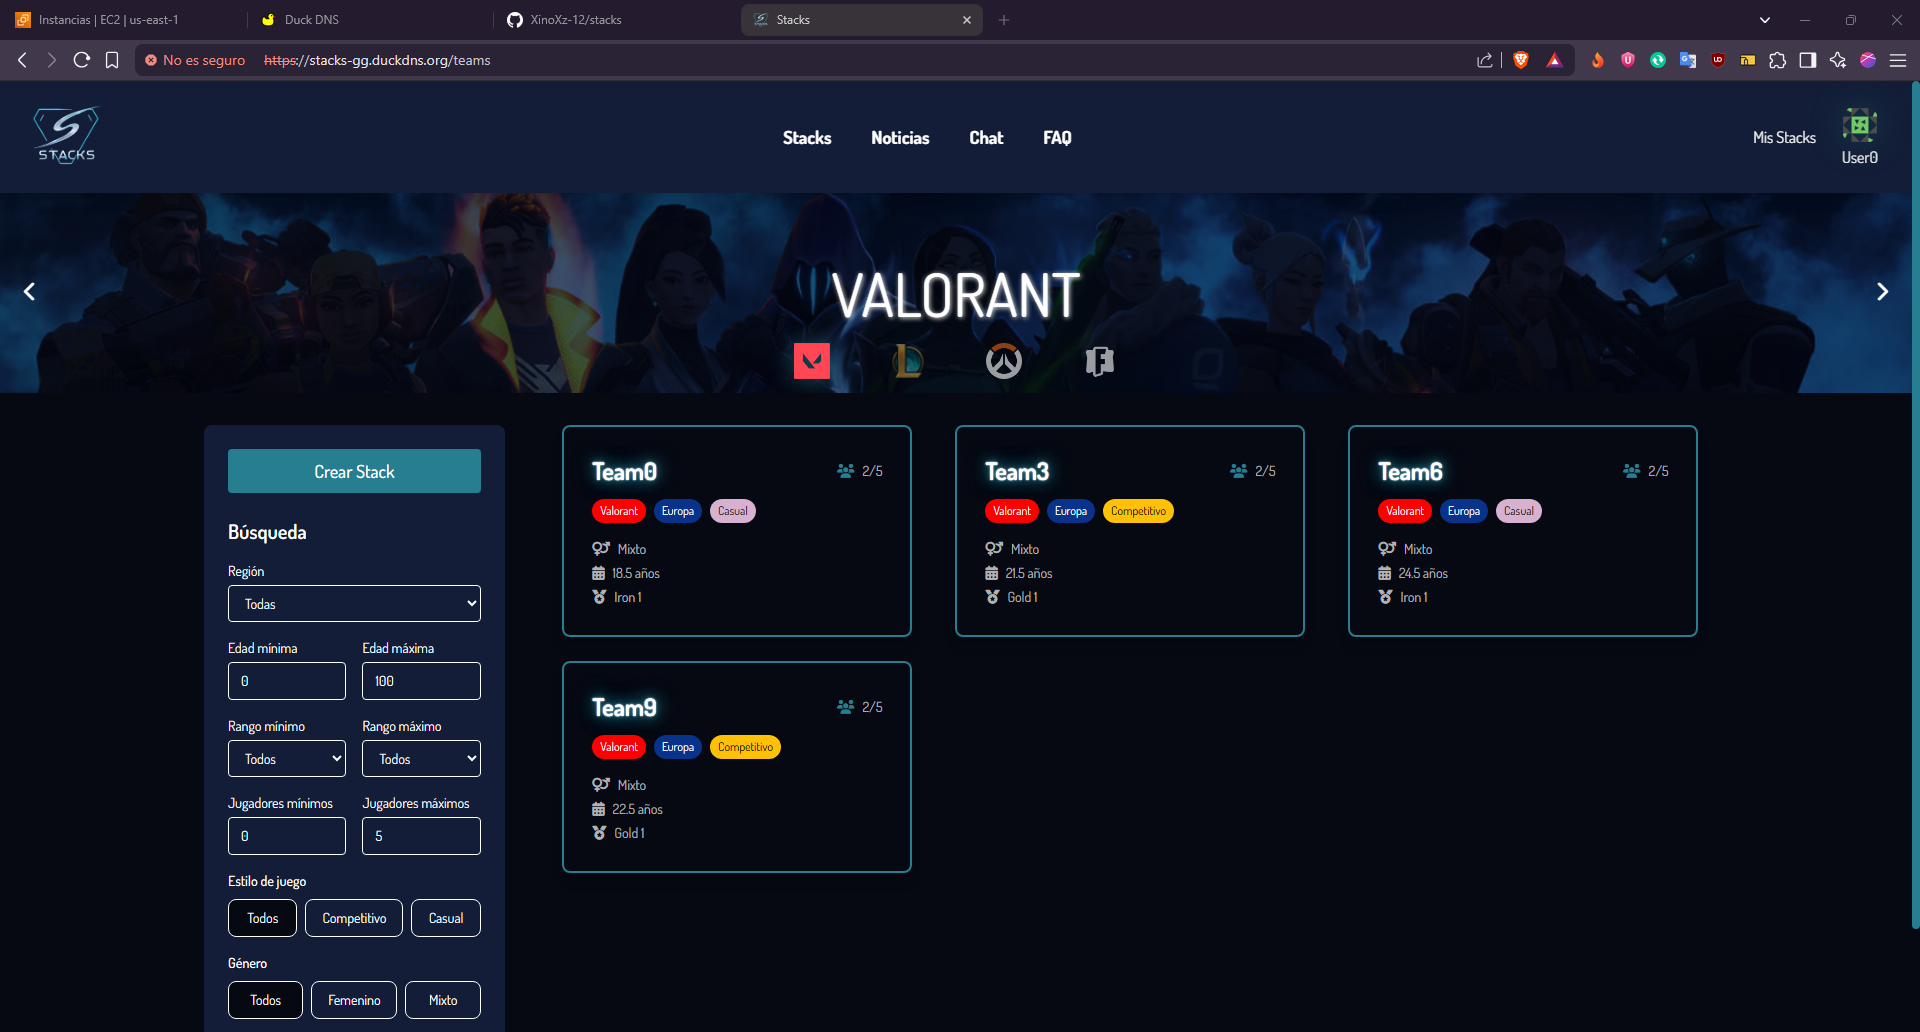 Instancias | EC2 | us-east-1
Duck DNS
XinoXz-12/stacks
Stacks
No es seguro
https://stacks-gg.duckdns.org/teams
STACKS
Stacks
Noticias
Chat
FAQ
Mis Stacks
User0
VALORANT
Crear Stack
Búsqueda
Región
Todas
Edad mínima
Edad máxima
0
100
Rango mínimo
Rango máximo
Todos
Todos
Jugadores mínimos
Jugadores máximos
0
5
Estilo de juego
Todos
Competitivo
Casual
Género
Todos
Femenino
Mixto
Team0
2/5
Valorant
Europa
Casual
Mixto
18.5 años
Iron 1
Team3
2/5
Valorant
Europa
Competitivo
Mixto
21.5 años
Gold 1
Team6
2/5
Valorant
Europa
Casual
Mixto
24.5 años
Iron 1
Team9
2/5
Valorant
Europa
Competitivo
Mixto
22.5 años
Gold 1